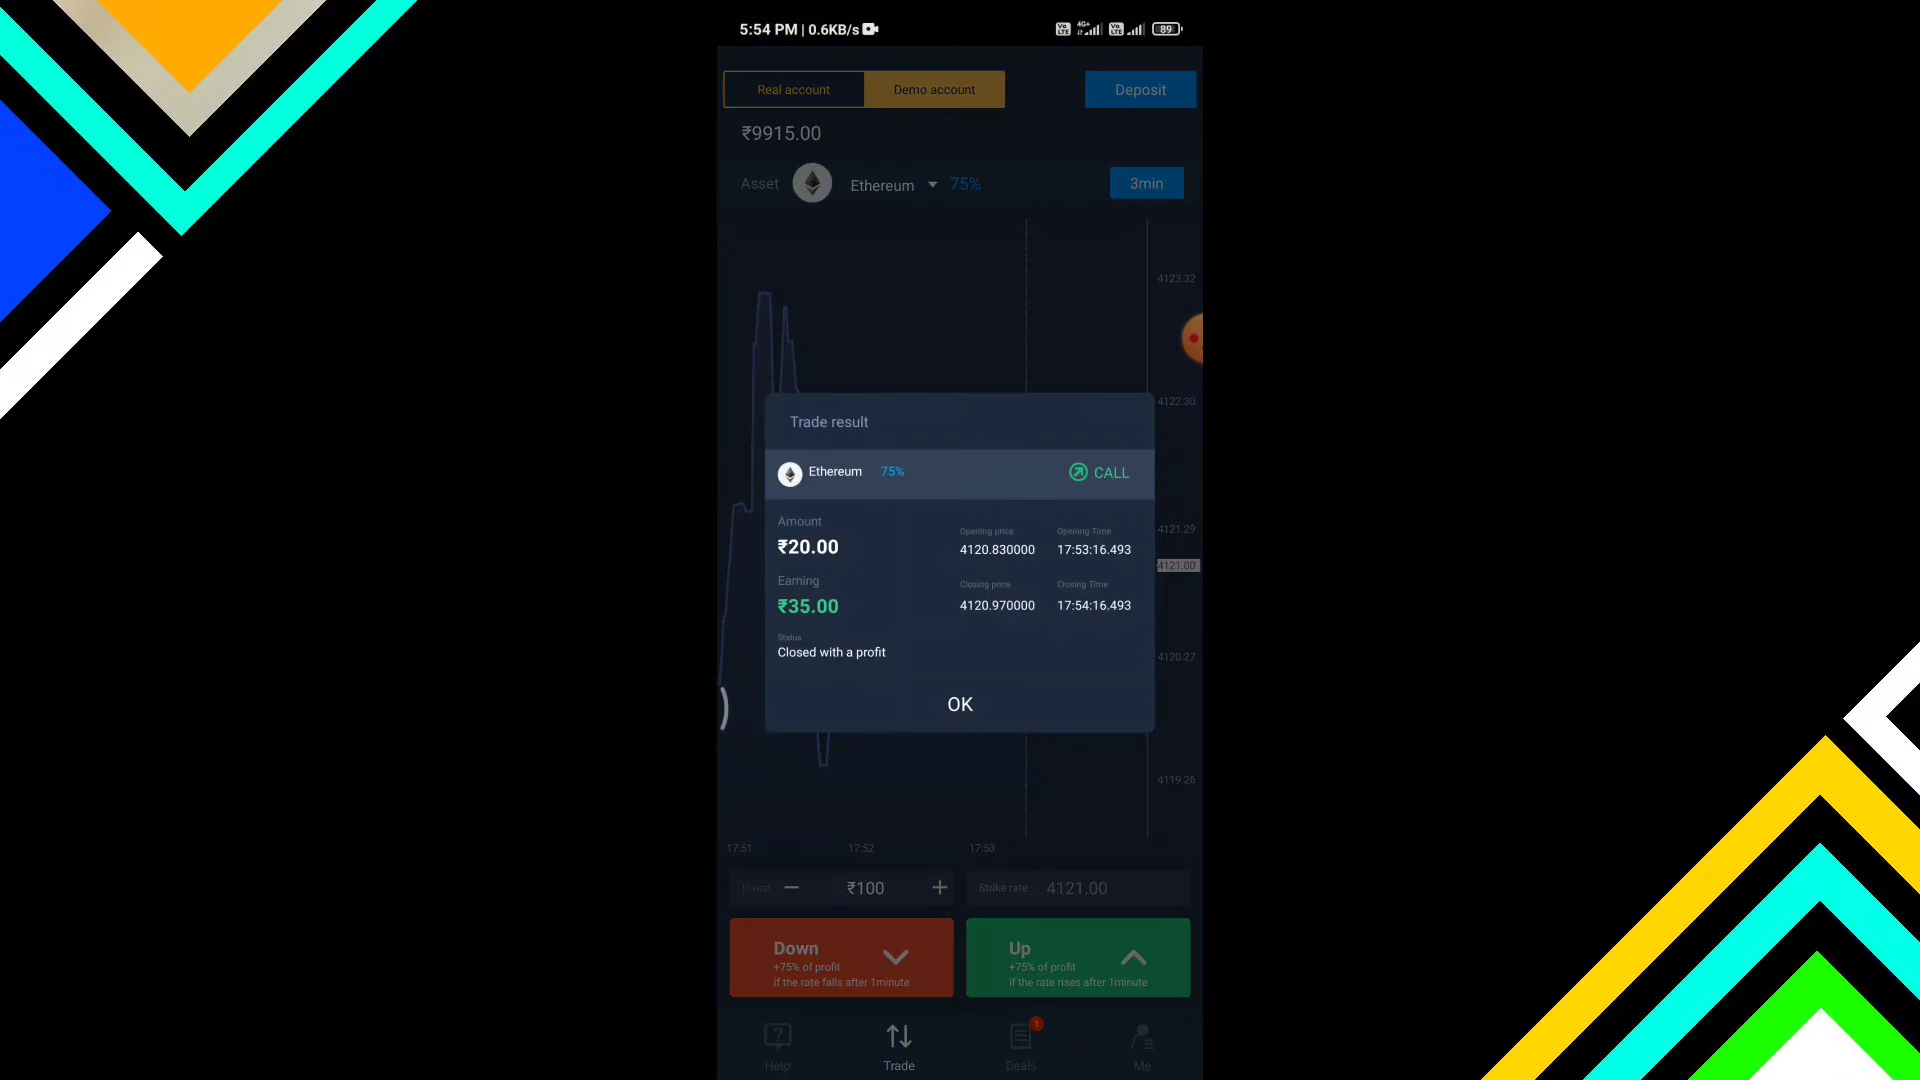 5:54 PM | 0.6KB/s
Vo LTE 4G+ Vo LTE 89
Real account Demo account Deposit
₹9915.00
Asset Ethereum 75% 3min
4123.32
4122.30
Trade result
Ethereum 75% CALL
Amount Opening price Opening Time
₹20.00 4120.830000 17:53:16.493
4121.29
4121.00
Earning Closing price Closing Time
₹35.00 4120.970000 17:54:16.493
Status
Closed with a profit
4120.27
OK
4119.26
17:51 17:52 17:53
Invest − ₹100 + Strike rate 4121.00
Down Up
+75% of profit +75% of profit
if the rate falls after 1minute if the rate rises after 1minute
1
Help Trade Deals Me